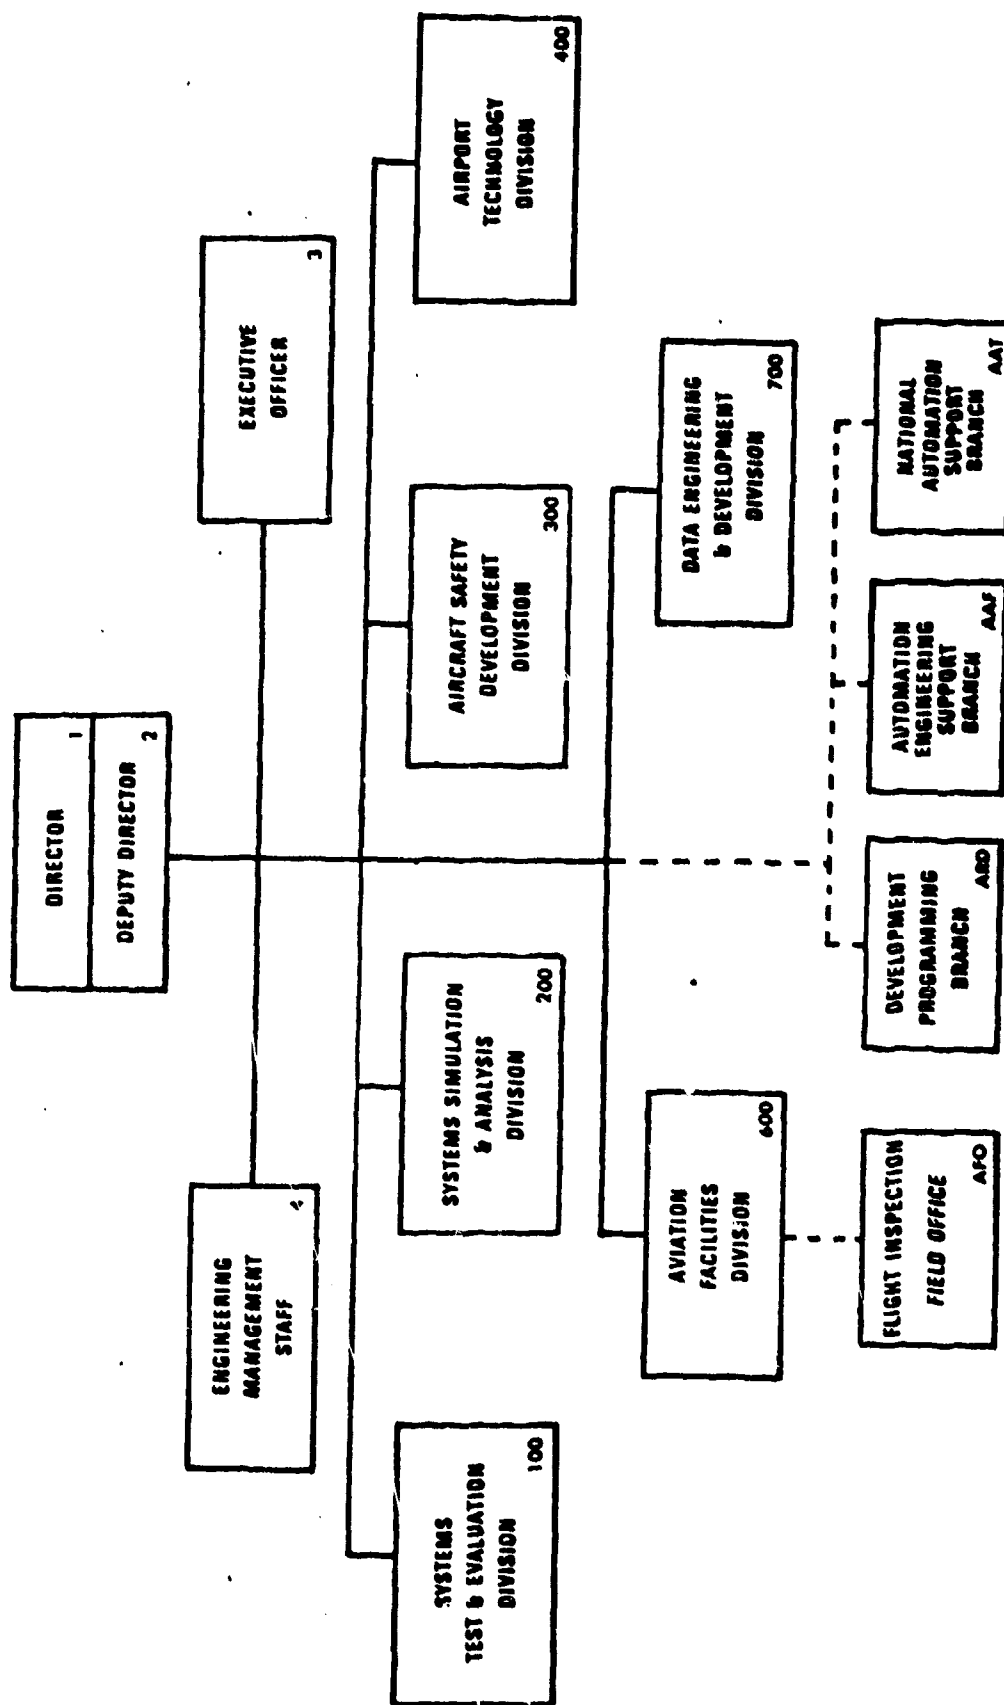 DIRECTOR
1
DEPUTY DIRECTOR
2
ENGINEERING
MANAGEMENT
STAFF
4
EXECUTIVE
OFFICER
3
SYSTEMS
TEST & EVALUATION
DIVISION
100
SYSTEMS SIMULATION
& ANALYSIS
DIVISION
200
AIRCRAFT SAFETY
DEVELOPMENT
DIVISION
300
AIRPORT
TECHNOLOGY
DIVISION
400
AVIATION
FACILITIES
DIVISION
600
DATA ENGINEERING
& DEVELOPMENT
DIVISION
700
FLIGHT INSPECTION
FIELD OFFICE
AFO
DEVELOPMENT
PROGRAMMING
BRANCH
ARD
AUTOMATION
ENGINEERING
SUPPORT
BRANCH
AAF
NATIONAL
AUTOMATION
SUPPORT
BRANCH
AAT